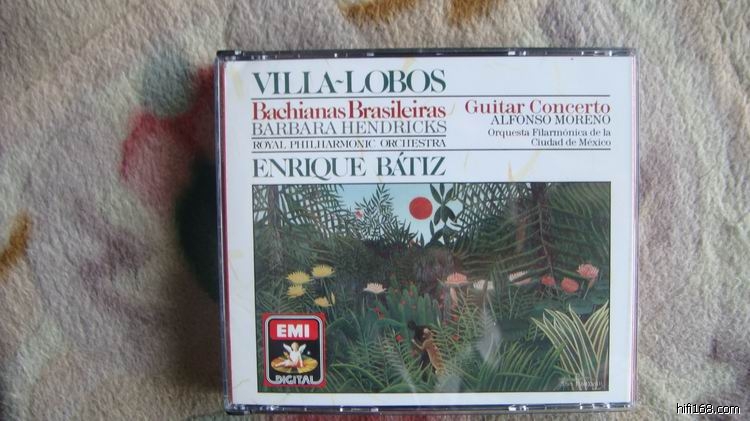 VILLA-LOBOS
Bachianas Brasileiras
BARBARA HENDRICKS
ROYAL PHILHARMONIC ORCHESTRA
Guitar Concerto
ALFONSO MORENO
Orquesta Filarmónica de la
Ciudad de México
ENRIQUE BÁTIZ
EMI
DIGITAL
hifi168.com